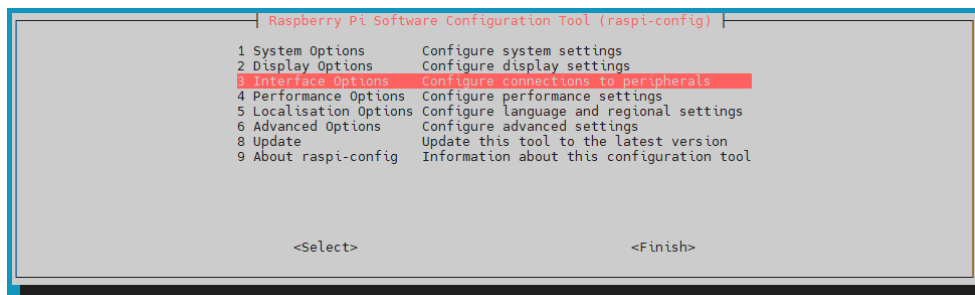 Raspberry Pi Software Configuration Tool (raspi-config)
1 System Options Configure system settings
2 Display Options Configure display settings
3 Interface Options Configure connections to peripherals
4 Performance Options Configure performance settings
5 Localisation Options Configure language and regional settings
6 Advanced Options Configure advanced settings
8 Update Update this tool to the latest version
9 About raspi-config Information about this configuration tool
<Select> <Finish>